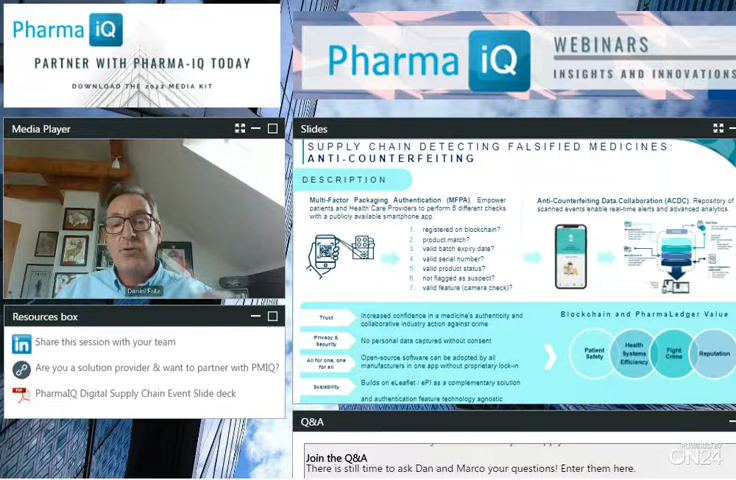 Pharma iQ
PARTNER WITH PHARMA-IQ TODAY
DOWNLOAD THE 2022 MEDIA KIT
Pharma iQ
WEBINARS
INSIGHTS AND INNOVATIONS
Media Player
Daniel Fritz
Resources box
in
Share this session with your team
Are you a solution provider & want to partner with PMIQ?
PharmaIQ Digital Supply Chain Event Slide deck
Slides
SUPPLY CHAIN DETECTING FALSIFIED MEDICINES:
ANTI-COUNTERFEITING
DESCRIPTION
Multi-Factor Packaging Authentication (MFPA). Empower
patients and Health Care Providers to perform 8 different checks
with a publicly available smartphone app.
1. registered on blockchain?
2. product match?
3. valid batch expiry date?
4. valid serial number?
5. valid product status?
6. not flagged as suspect?
7. valid feature (camera check)?
Anti-Counterfeiting Data Collaboration (ACDC). Repository of
scanned events enable real-time alerts and advanced analytics.
Trust
Increased confidence in a medicine's authenticity and
collaborative industry action against crime
Privacy &
Security
No personal data captured without consent
All for one, one
for all
Open-source software can be adopted by all
manufacturers in one app without proprietary lock-in
Scalability
Builds on eLeaflet / ePI as a complementary solution
and authentication feature technology agnostic
Blockchain and PharmaLedger Value
Patient
Safety
Health
Systems
Efficiency
Fight
Crime
Reputation
Q&A
Join the Q&A
There is still time to ask Dan and Marco your questions! Enter them here.
POWERED BY
ON24